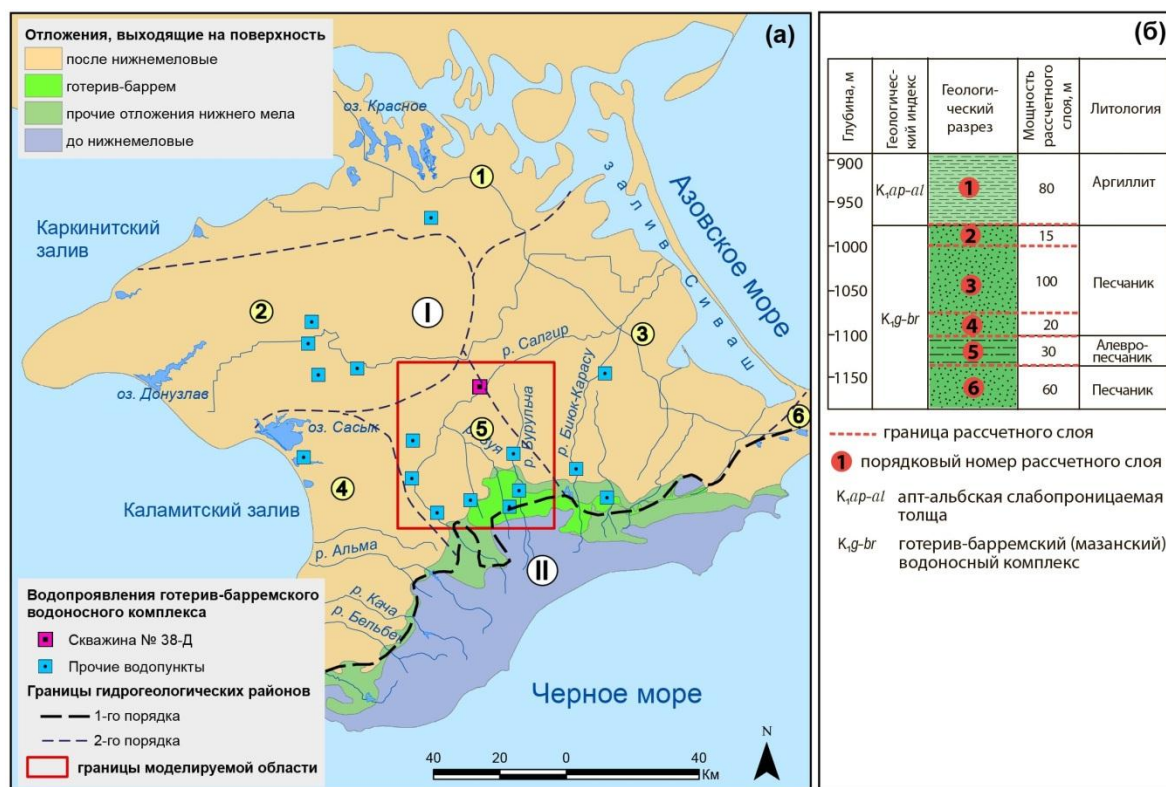 (а)
Отложения, выходящие на поверхность
после нижнемеловые
готерив-баррем
прочие отложения нижнего мела
до нижнемеловые
оз. Красное
1
Каркинитский
залив
залив Сиваш
Азовское море
2
I
3
р. Салгир
оз. Донузлав
оз. Сасык
5
р. Бурульча
р. Биюк-Карасу
6
4
Каламитский залив
р. Альма
II
р. Кача
р. Бельбек
Черное море
Водопроявления готерив-барремского
водоносного комплекса
Скважина № 38-Д
Прочие водопункты
Границы гидрогеологических районов
1-го порядка
2-го порядка
границы моделируемой области
N
40 20 0 40
Км
(б)
Глубина, м
Геологичес-
кий индекс
Геологи-
ческий
разрез
Мощность
рассчетного
слоя, м
Литология
900
950
1000
1050
1100
1150
K₁ap-al
K₁g-br
1
2
3
4
5
6
80
15
100
20
30
60
Аргиллит
Песчаник
Алевро-
песчаник
Песчаник
граница рассчетного слоя
1 порядковый номер рассчетного слоя
K₁ap-al апт-альбская слабопроницаемая
толща
K₁g-br готерив-барремский (мазанский)
водоносный комплекс